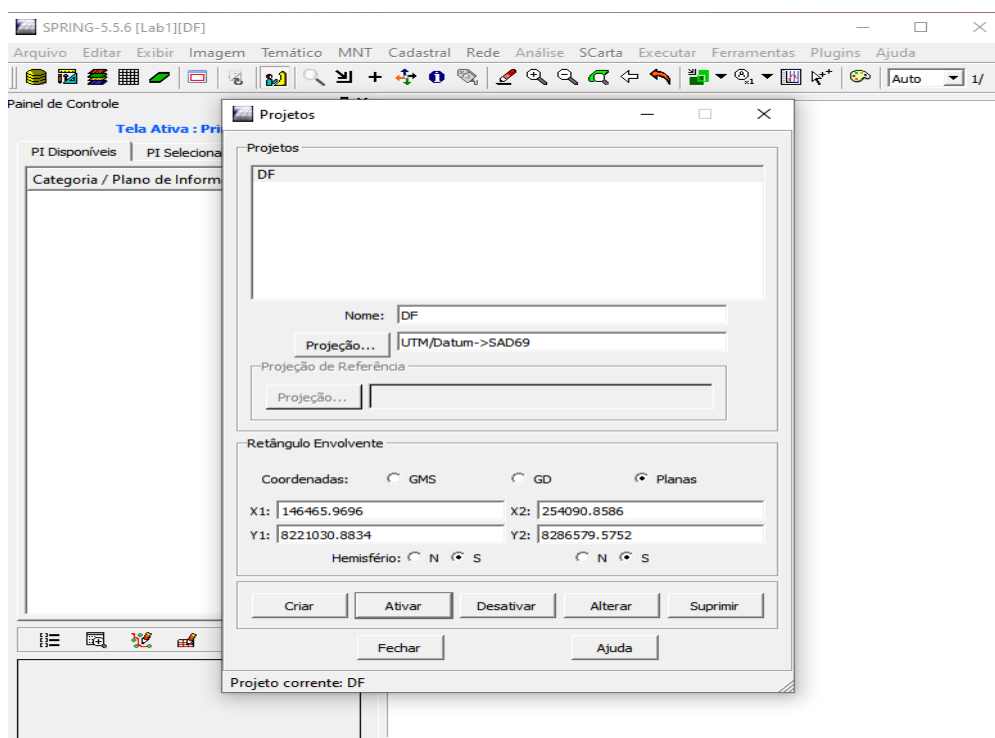 SPRING-5.5.6 [Lab1][DF]
Arquivo Editar Exibir Imagem Temático MNT Cadastral Rede Análise SCarta Executar Ferramentas Plugins Ajuda
Auto 1/
Painel de Controle
Tela Ativa : Pri
PI Disponíveis PI Seleciona
Categoria / Plano de Inform
Projetos
Projetos
DF
Nome: DF
Projeção... UTM/Datum->SAD69
Projeção de Referência
Projeção...
Retângulo Envolvente
Coordenadas: GMS GD Planas
X1: 146465.9696 X2: 254090.8586
Y1: 8221030.8834 Y2: 8286579.5752
Hemisfério: N S N S
Criar Ativar Desativar Alterar Suprimir
Fechar Ajuda
Projeto corrente: DF